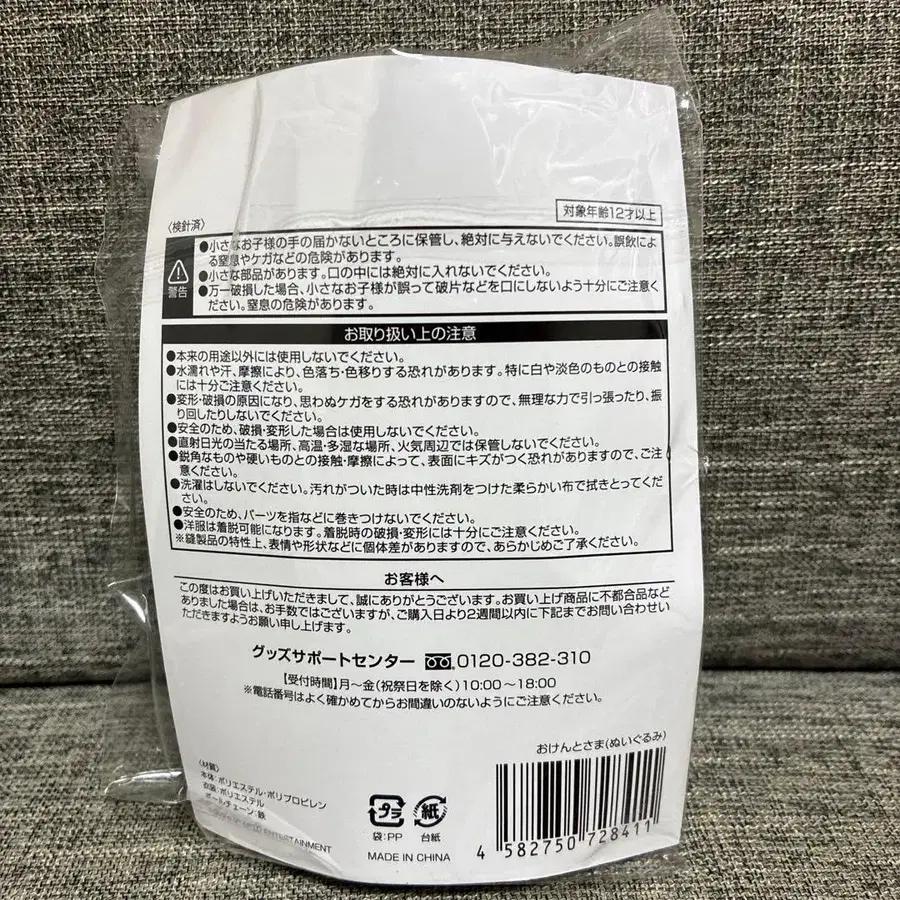 対象年齢12才以上
〈検針済〉
警告
●小さなお子様の手の届かないところに保管し、絶対に与えないでください。誤飲によ
る窒息やケガなどの危険があります。
●小さな部品があります。口の中には絶対に入れないでください。
●万一破損した場合、小さなお子様が誤って破片などを口にしないよう十分にご注意くだ
さい。窒息の危険があります。
お取り扱い上の注意
●本来の用途以外には使用しないでください。
●水濡れや汗、摩擦により、色落ち・色移りする恐れがあります。特に白や淡色のものとの接触
には十分ご注意ください。
●変形・破損の原因になり、思わぬケガをする恐れがありますので、無理な力で引っ張ったり、振
り回したりしないでください。
●安全のため、破損・変形した場合は使用しないでください。
●直射日光の当たる場所、高温・多湿な場所、火気周辺では保管しないでください。
●鋭角なものや硬いものとの接触・摩擦によって、表面にキズがつく恐れがありますので、ご注
意ください。
●洗濯はしないでください。汚れがついた時は中性洗剤をつけた柔らかい布で拭きとってくだ
さい。
●安全のため、パーツを指などに巻きつけないでください。
●洋服は着脱可能になります。着脱時の破損・変形には十分にご注意ください。
※縫製品の特性上、表情や形状などに個体差がありますので、あらかじめご了承ください。
お客様へ
この度はお買い上げいただきまして、誠にありがとうございます。お買い上げ商品に不都合品など
ありました場合は、お手数ではございますが、ご購入日より2週間以内に下記までお問い合わせい
ただきますようお願い申し上げます。
グッズサポートセンター 0120-382-310
【受付時間】月～金(祝祭日を除く)10:00～18:00
※電話番号はよく確かめてからお間違いのないようにご注意ください。
おけんとさま(ぬいぐるみ)
〈材質〉
本体:ポリエステル・ポリプロピレン
衣装:ポリエステル
ボールチェーン:鉄
ENTERTAINMENT
プラ
袋:PP
紙
台紙
MADE IN CHINA
4 582750 728411